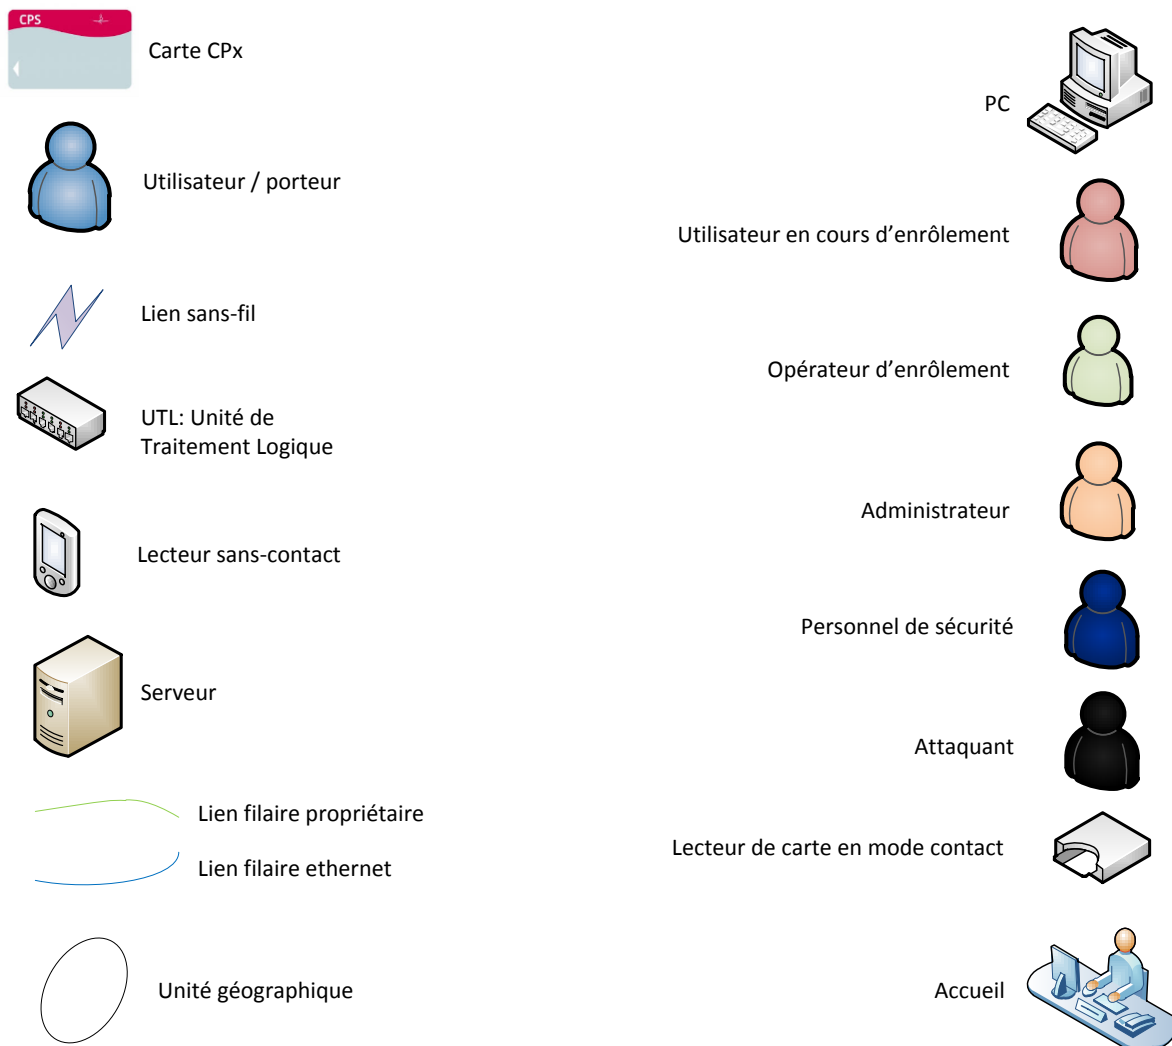 CPS
Carte CPx
Utilisateur / porteur
Lien sans-fil
UTL: Unité de
Traitement Logique
Lecteur sans-contact
Serveur
Lien filaire propriétaire
Lien filaire ethernet
Unité géographique
PC
Utilisateur en cours d’enrôlement
Opérateur d’enrôlement
Administrateur
Personnel de sécurité
Attaquant
Lecteur de carte en mode contact
Accueil